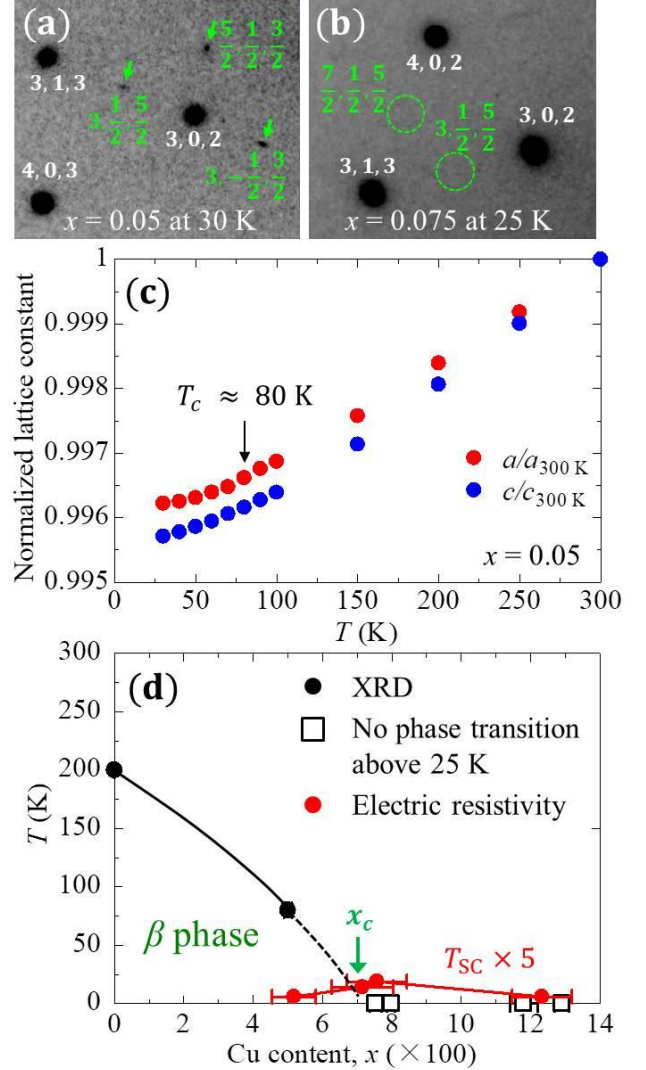 (a)
5/2, 1/2, 3/2
3, 1, 3
3, 1/2, 5/2
3, 0, 2
4, 0, 3
3, −1/2, 3/2
x = 0.05 at 30 K
(b)
4, 0, 2
7/2, 1/2, 5/2
3, 1/2, 5/2
3, 0, 2
3, 1, 3
x = 0.075 at 25 K
(c)
Normalized lattice constant
1
0.999
0.998
0.997
0.996
0.995
T_c ≈ 80 K
a/a_300 K
c/c_300 K
x = 0.05
0 50 100 150 200 250 300
T (K)
(d)
T (K)
300
250
200
150
100
50
0
XRD
No phase transition
above 25 K
Electric resistivity
β phase
x_c
T_SC × 5
0 2 4 6 8 10 12 14
Cu content, x (×100)